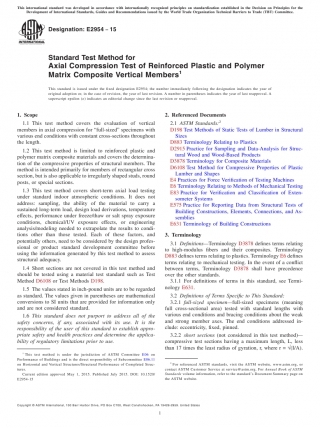 This international standard was developed in accordance with internationally recognized principles on standardization established in the Decision on Principles for the
Development of International Standards, Guides and Recommendations issued by the World Trade Organization Technical Barriers to Trade (TBT) Committee.
Designation: E2954 - 15
INTERNATIONAL
Standard Test Method for
Axial Compression Test of Reinforced Plastic and Polymer
Matrix Composite Vertical Members1
This standard is issued under the fixed designation E2954; the number immediately following the designation indicates the year of
original adoption or, in the case of revision, the year of last revision. A number in parentheses indicates the year of last reapproval. A
superscript epsilon (ε) indicates an editorial change since the last revision or reapproval.
1. Scope
1.1 This test method covers the evaluation of vertical
members in axial compression for “full-sized” specimens with
various end conditions with constant cross-sections throughout
the length.
1.2 This test method is limited to reinforced plastic and
polymer matrix composite materials and covers the determina-
tion of the compressive properties of structural members. The
method is intended primarily for members of rectangular cross
section, but is also applicable to irregularly shaped studs, round
posts, or special sections.
1.3 This test method covers short-term axial load testing
under standard indoor atmospheric conditions. It does not
address: sampling, the ability of the material to carry a
sustained long-term load, design load derivations, temperature
effects, performance under freeze/thaw or salt spray exposure
conditions, chemical/UV exposure effects, or engineering
analysis/modeling needed to extrapolate the results to condi-
tions other than those tested. Each of these factors, and
potentially others, need to be considered by the design profes-
sional or product standard development committee before
using the information generated by this test method to assess
structural adequacy.
1.4 Short sections are not covered in this test method and
should be tested using a material test standard such as Test
Method D6108 or Test Methods D198.
1.5 The values stated in inch-pound units are to be regarded
as standard. The values given in parentheses are mathematical
conversions to SI units that are provided for information only
and are not considered standard.
1.6 This standard does not purport to address all of the
safety concerns, if any, associated with its use. It is the
responsibility of the user of this standard to establish appro-
priate safety and health practices and determine the applica-
bility of regulatory limitations prior to use.
1 This test method is under the jurisdiction of ASTM Committee E06 on
Performance of Buildings and is the direct responsibility of Subcommittee E06.11
on Horizontal and Vertical Structures/Structural Performance of Completed Struc-
tures.
Current edition approved May 1, 2015. Published July 2015. DOI: 10.1520/
E2954-15
2. Referenced Documents
2.1 ASTM Standards:2
D198 Test Methods of Static Tests of Lumber in Structural
Sizes
D883 Terminology Relating to Plastics
D2915 Practice for Sampling and Data-Analysis for Struc-
tural Wood and Wood-Based Products
D3878 Terminology for Composite Materials
D6108 Test Method for Compressive Properties of Plastic
Lumber and Shapes
E4 Practices for Force Verification of Testing Machines
E6 Terminology Relating to Methods of Mechanical Testing
E83 Practice for Verification and Classification of Exten-
someter Systems
E575 Practice for Reporting Data from Structural Tests of
Building Constructions, Elements, Connections, and As-
semblies
E631 Terminology of Building Constructions
3. Terminology
3.1 Definitions—Terminology D3878 defines terms relating
to high-modulus fibers and their composites. Terminology
D883 defines terms relating to plastics. Terminology E6 defines
terms relating to mechanical testing. In the event of a conflict
between terms, Terminology D3878 shall have precedence
over the other standards.
3.1.1 For definitions of terms in this standard, see Termi-
nology E631.
3.2 Definitions of Terms Specific to This Standard:
3.2.1 full-sized specimen—full-sized specimens (meaning
full cross-sectional area) tested with standard lengths with
various end conditions and bracing conditions about the weak
and strong member axes. The end conditions addressed in-
clude: eccentricity, fixed, pinned.
3.2.2 short sections (not considered in this test method)—
compressive test sections having a maximum length, L, less
than 17 times the least radius of gyration, r, where r = √(I/A).
2 For referenced ASTM standards, visit the ASTM website, www.astm.org, or
contact ASTM Customer Service at service@astm.org. For Annual Book of ASTM
Standards volume information, refer to the standard’s Document Summary page on
the ASTM website.
Copyright © ASTM International, 100 Barr Harbor Drive, PO Box C700, West Conshohocken, PA 19428-2959. United States
1